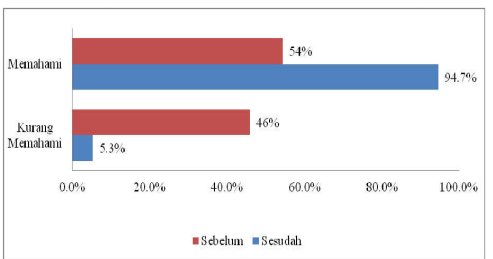 54%
Memahami
94.7%
46%
Kurang
Memahami
5.3%
0.0% 20.0% 40.0% 60.0% 80.0% 100.0%
Sebelum Sesudah